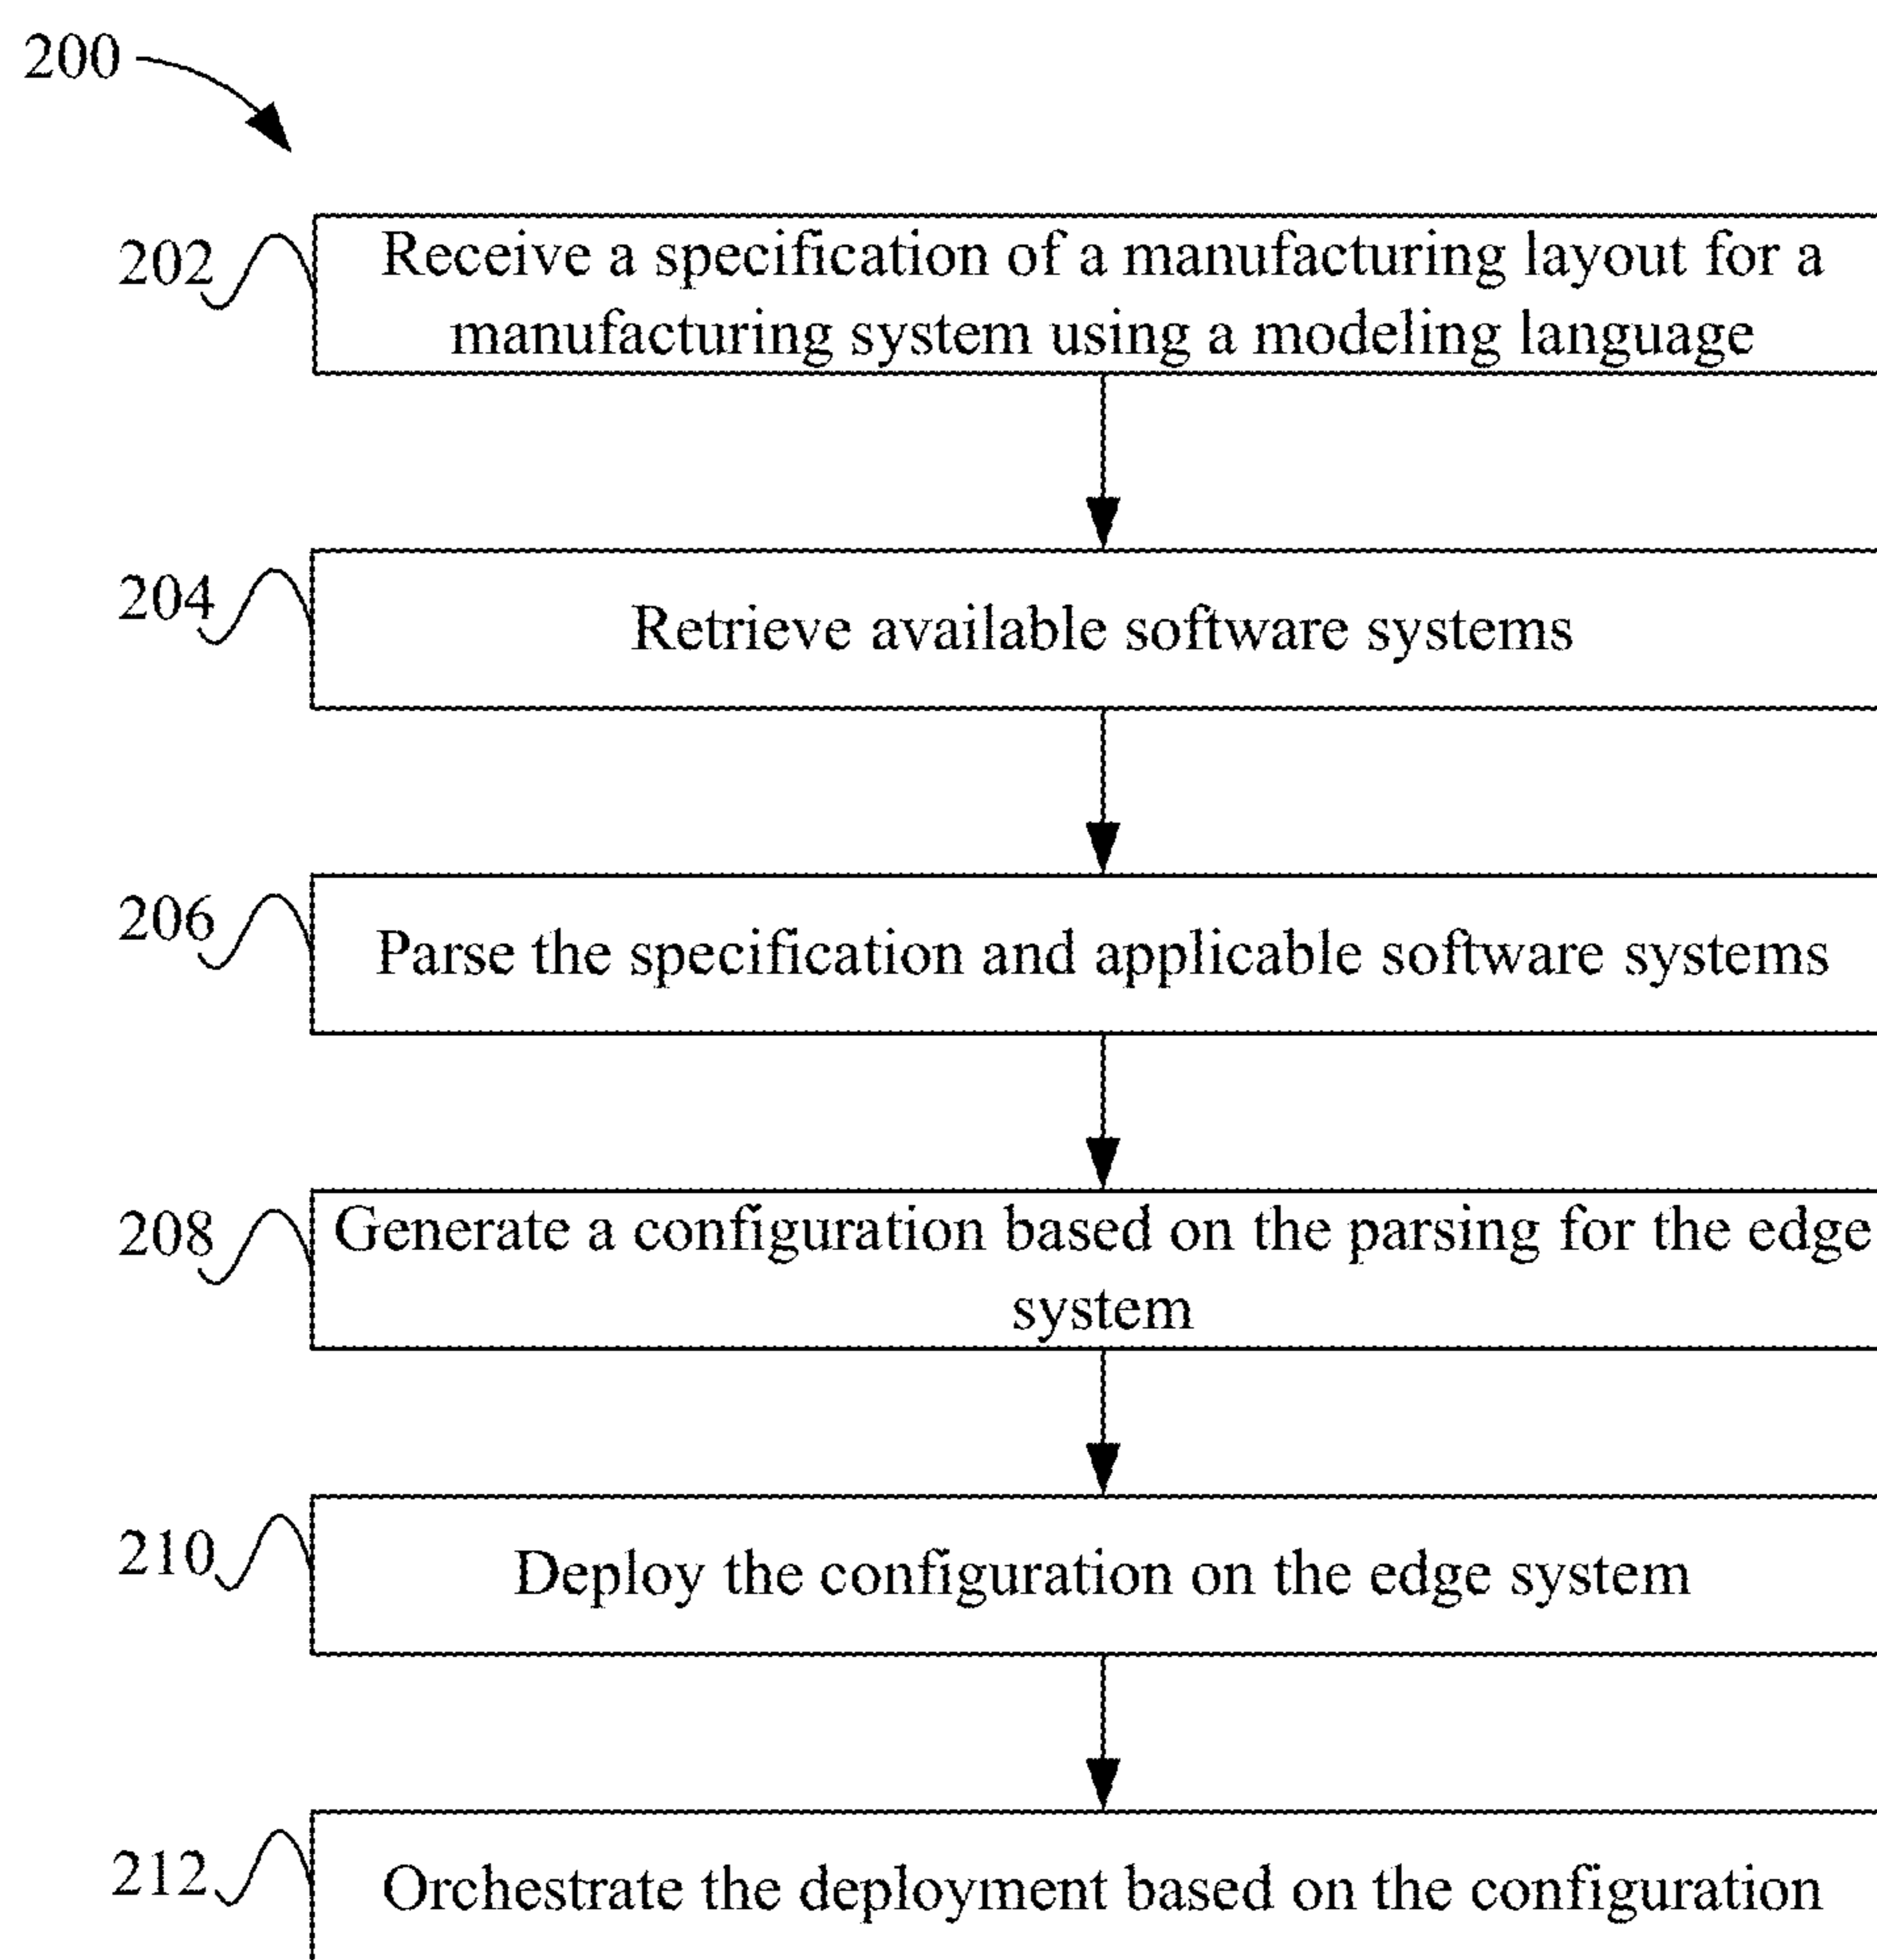 200
202
Receive a specification of a manufacturing layout for a
manufacturing system using a modeling language
204
Retrieve available software systems
206
Parse the specification and applicable software systems
208
Generate a configuration based on the parsing for the edge
system
210
Deploy the configuration on the edge system
212
Orchestrate the deployment based on the configuration